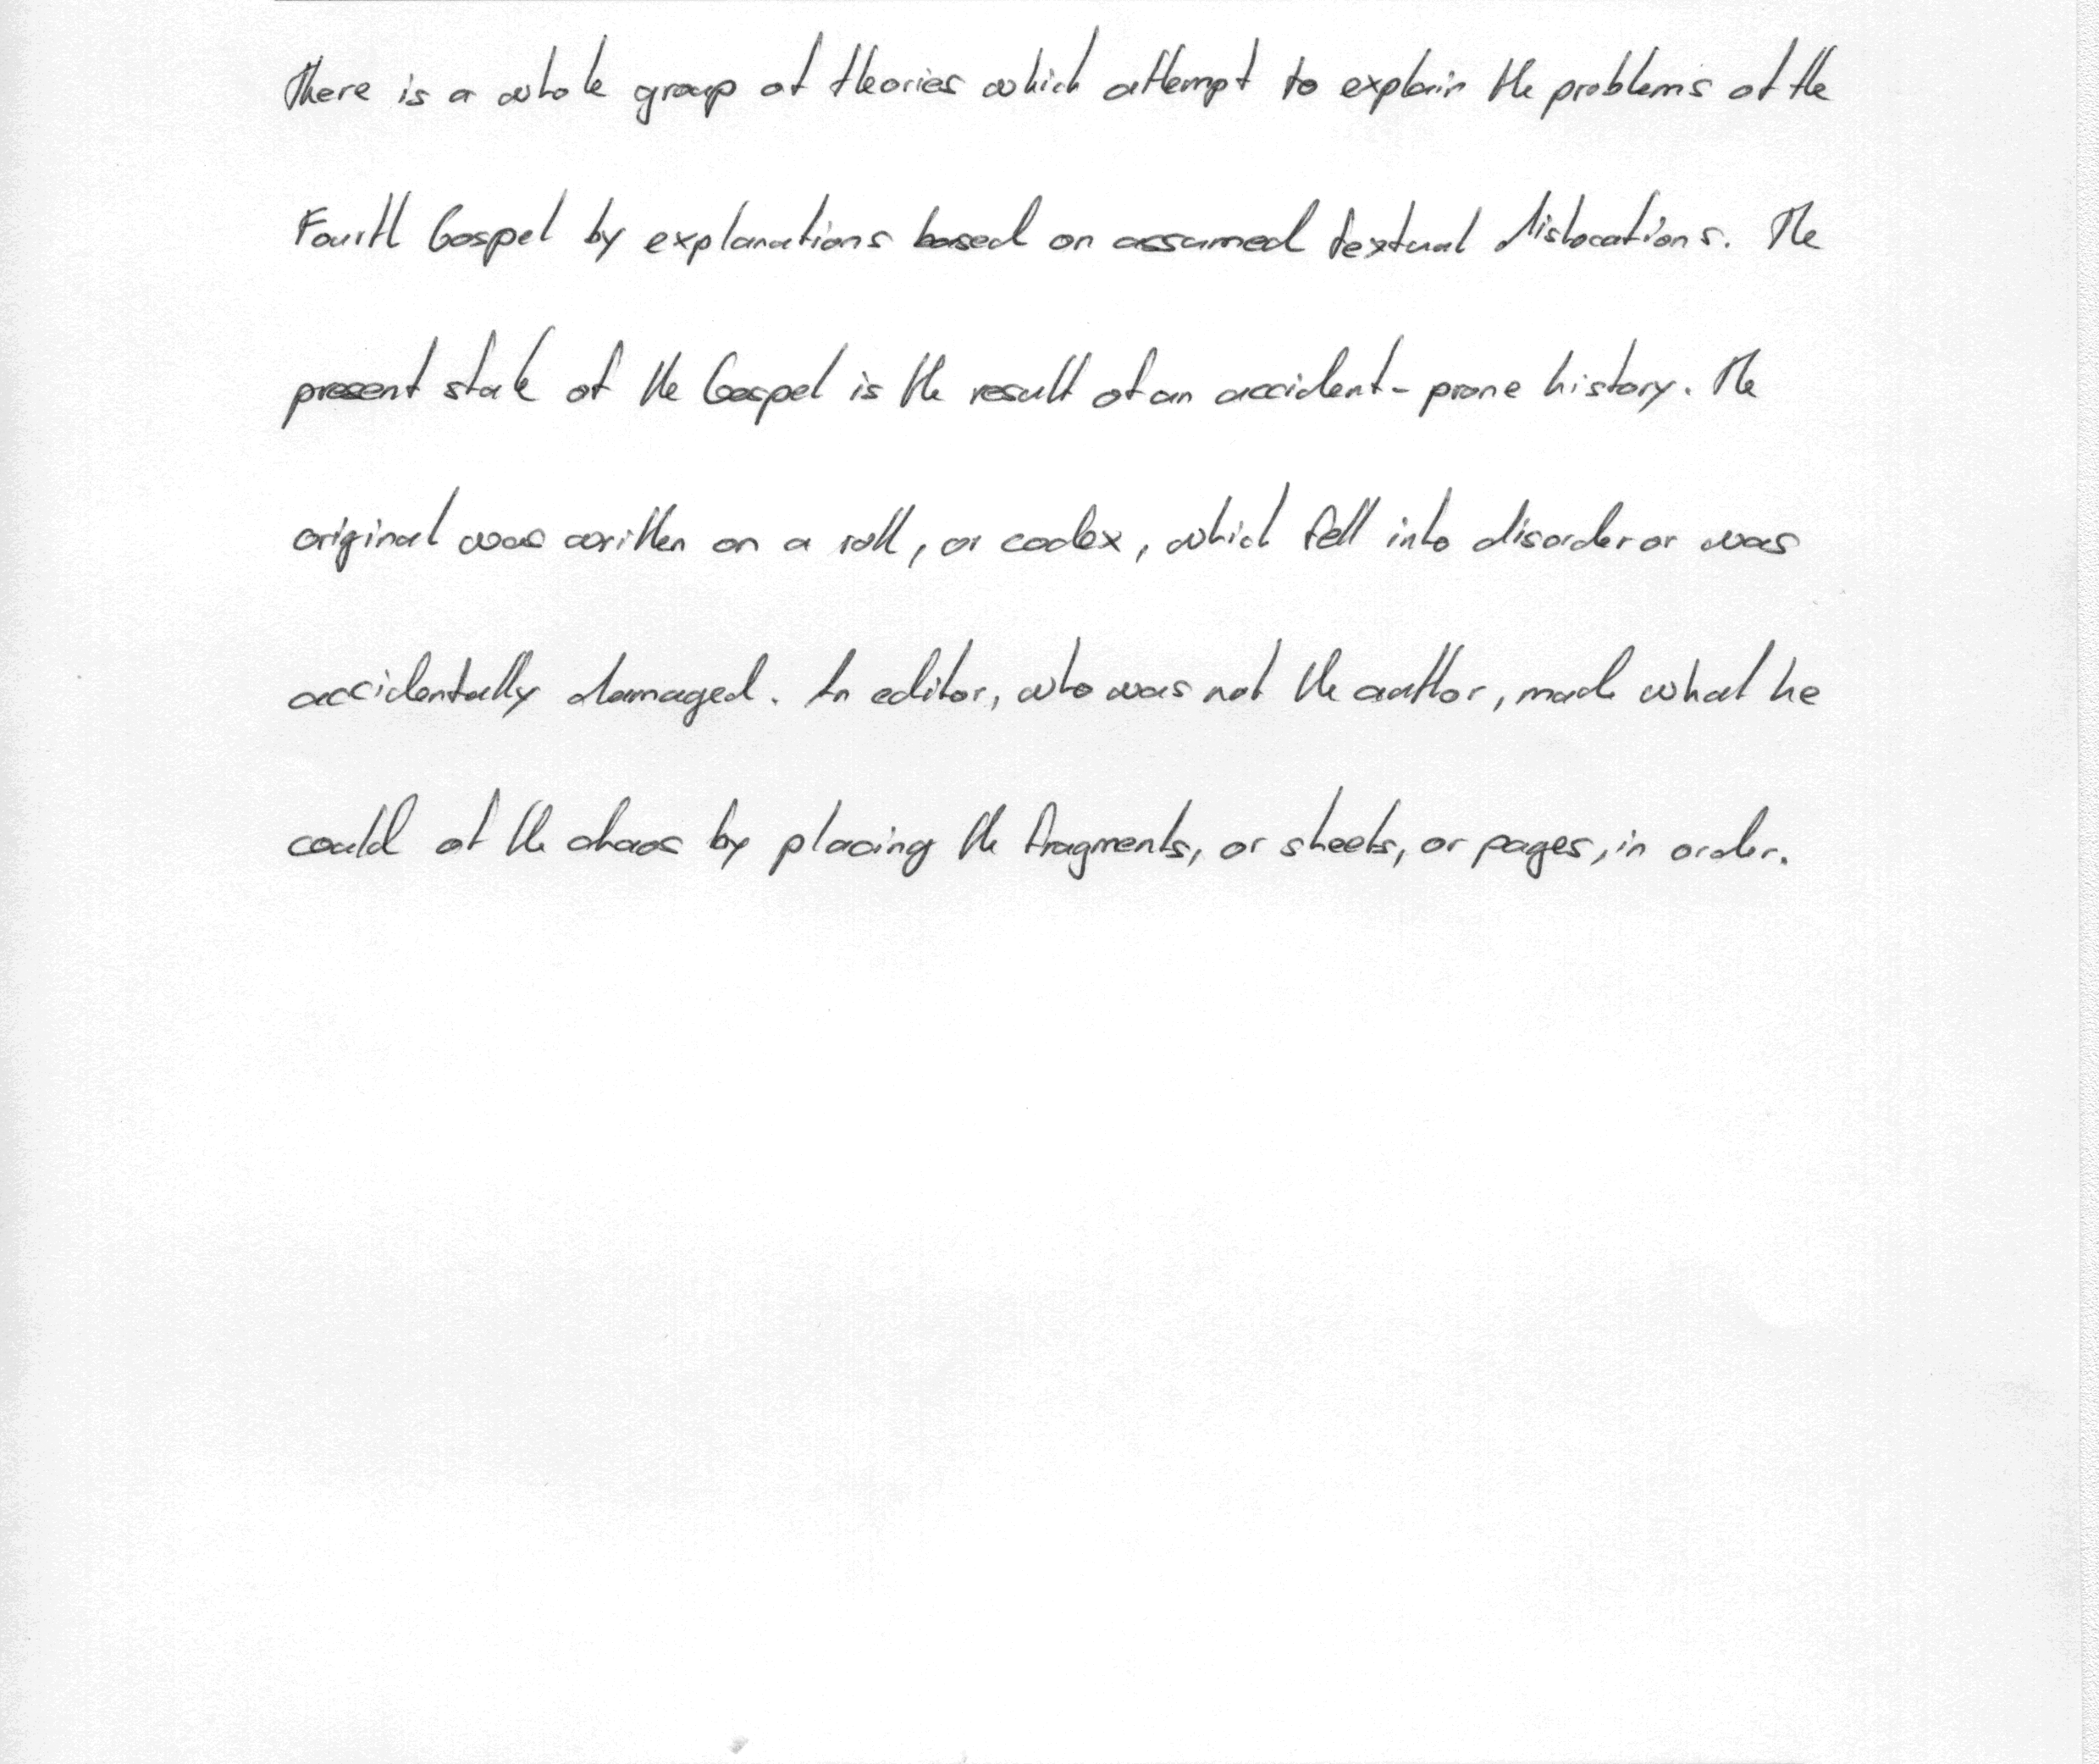 There is a whole group of theories which attempt to explain the problems of the
Fourth Gospel by explanations based on assumed textual dislocations. The
present state of the Gospel is the result of an accident-prone history. The
original was written on a roll, or codex, which fell into disorder or was
accidentally damaged. An editor, who was not the author, made what he
could of the chaos by placing the fragments, or sheets, or pages, in order.